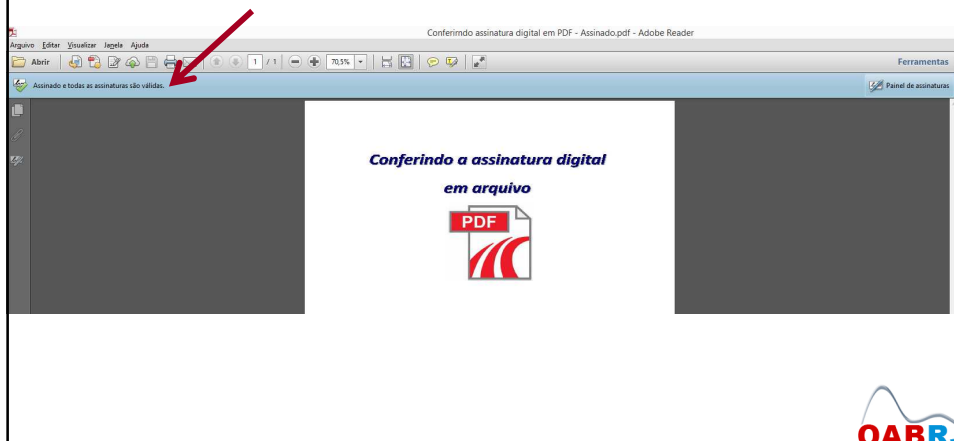 Conferimdo assinatura digital em PDF - Assinado.pdf - Adobe Reader
Arquivo Editar Visualizar Janela Ajuda
Abrir 1 / 1 70,5% Ferramentas
Assinado e todas as assinaturas são válidas. Painel de assinaturas
Conferindo a assinatura digital
em arquivo
PDF
OABR